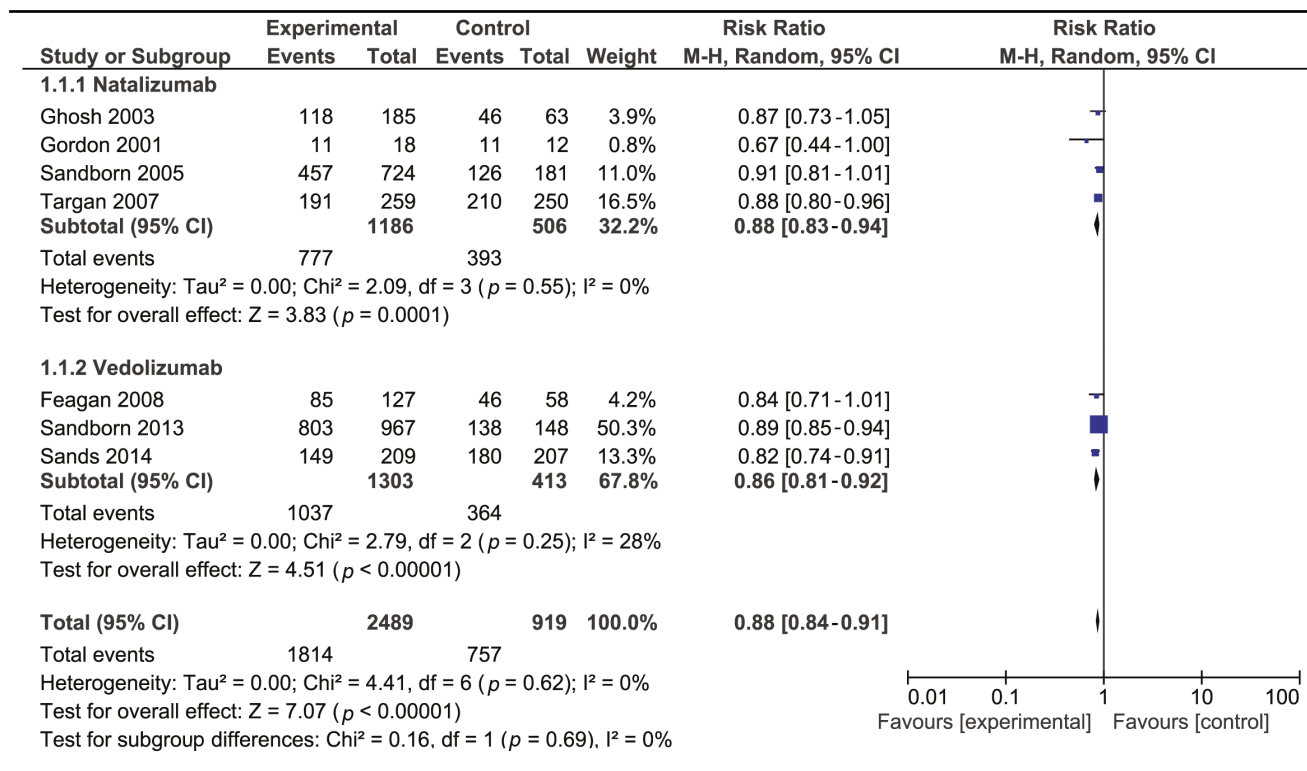 Experimental Control Risk Ratio Risk Ratio
Study or Subgroup Events Total Events Total Weight M-H, Random, 95% CI M-H, Random, 95% CI
1.1.1 Natalizumab
Ghosh 2003 118 185 46 63 3.9% 0.87 [0.73-1.05]
Gordon 2001 11 18 11 12 0.8% 0.67 [0.44-1.00]
Sandborn 2005 457 724 126 181 11.0% 0.91 [0.81-1.01]
Targan 2007 191 259 210 250 16.5% 0.88 [0.80-0.96]
Subtotal (95% CI) 1186 506 32.2% 0.88 [0.83-0.94]
Total events 777 393
Heterogeneity: Tau² = 0.00; Chi² = 2.09, df = 3 (p = 0.55); I² = 0%
Test for overall effect: Z = 3.83 (p = 0.0001)
1.1.2 Vedolizumab
Feagan 2008 85 127 46 58 4.2% 0.84 [0.71-1.01]
Sandborn 2013 803 967 138 148 50.3% 0.89 [0.85-0.94]
Sands 2014 149 209 180 207 13.3% 0.82 [0.74-0.91]
Subtotal (95% CI) 1303 413 67.8% 0.86 [0.81-0.92]
Total events 1037 364
Heterogeneity: Tau² = 0.00; Chi² = 2.79, df = 2 (p = 0.25); I² = 28%
Test for overall effect: Z = 4.51 (p < 0.00001)
Total (95% CI) 2489 919 100.0% 0.88 [0.84-0.91]
Total events 1814 757
Heterogeneity: Tau² = 0.00; Chi² = 4.41, df = 6 (p = 0.62); I² = 0%
Test for overall effect: Z = 7.07 (p < 0.00001)
Test for subgroup differences: Chi² = 0.16, df = 1 (p = 0.69), I² = 0%
0.01 0.1 1 10 100
Favours [experimental] Favours [control]